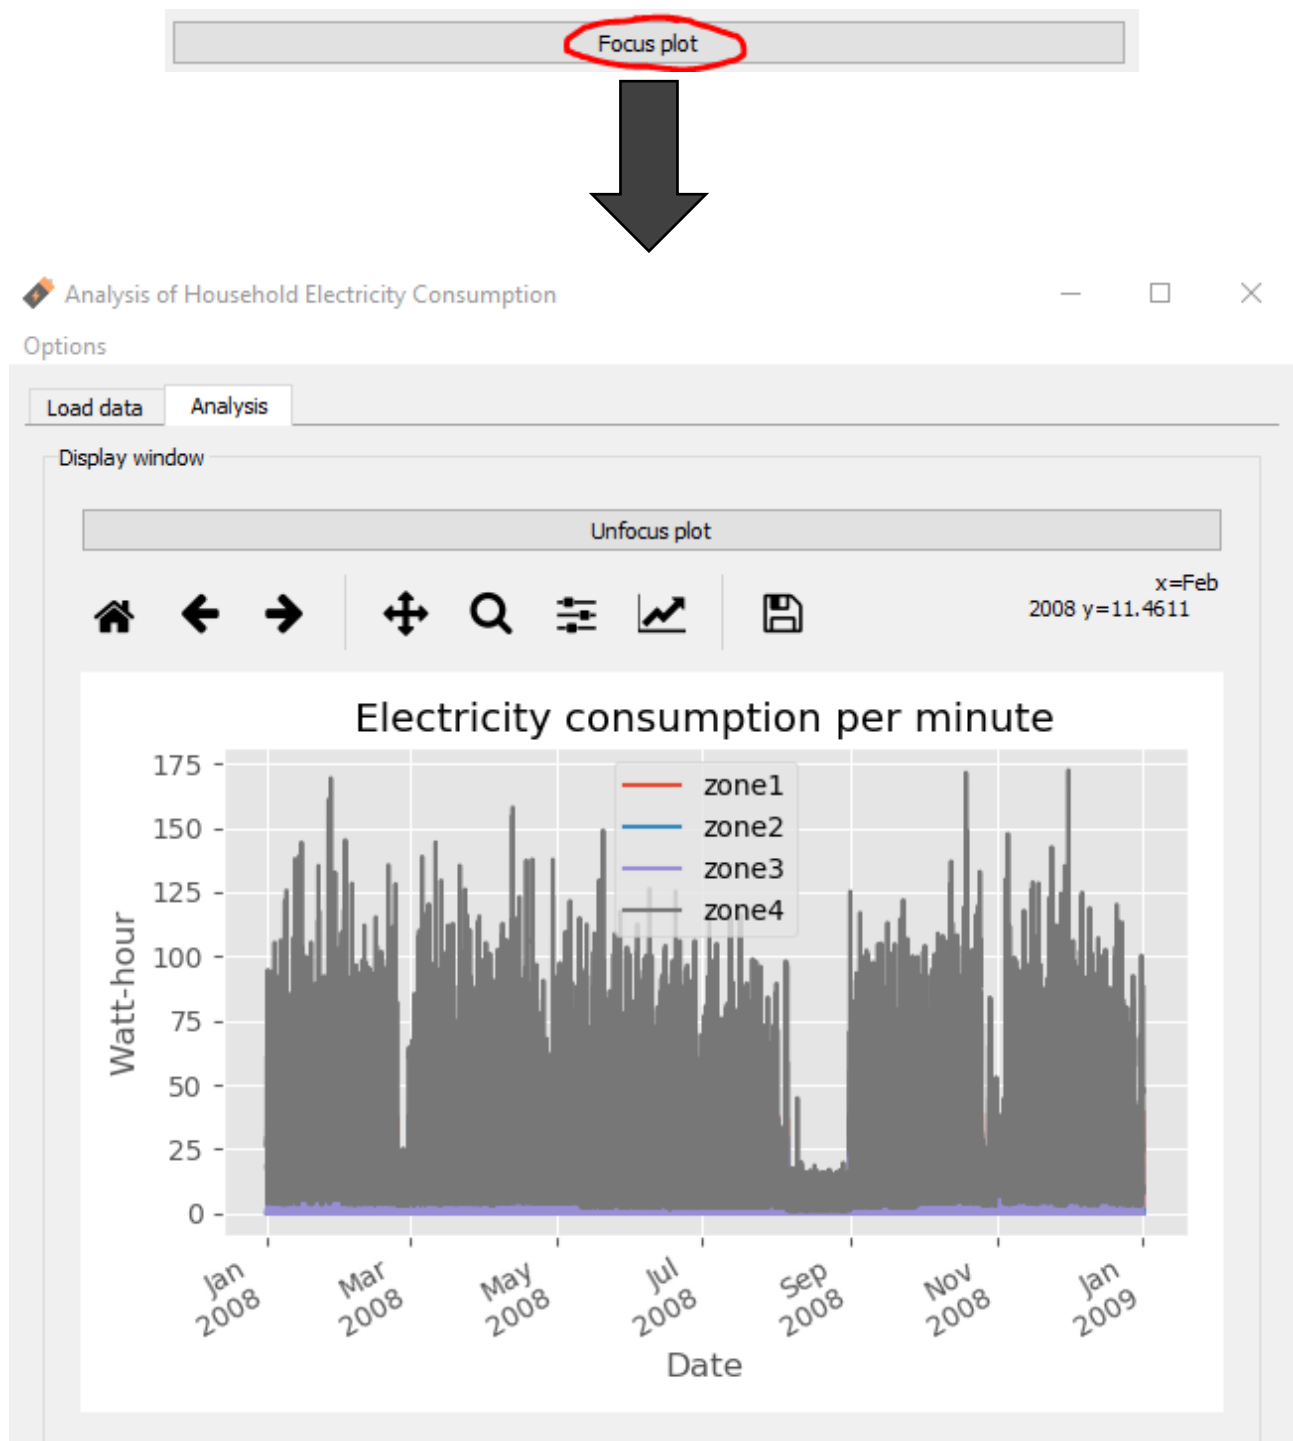 Focus plot
Analysis of Household Electricity Consumption
Options
Load data Analysis
Display window
Unfocus plot
x=Feb
2008 y=11.4611
Electricity consumption per minute
175
150
125
100
75
50
25
0
Watt-hour
zone1
zone2
zone3
zone4
Jan
2008
Mar
2008
May
2008
Jul
2008
Sep
2008
Nov
2008
Jan
2009
Date